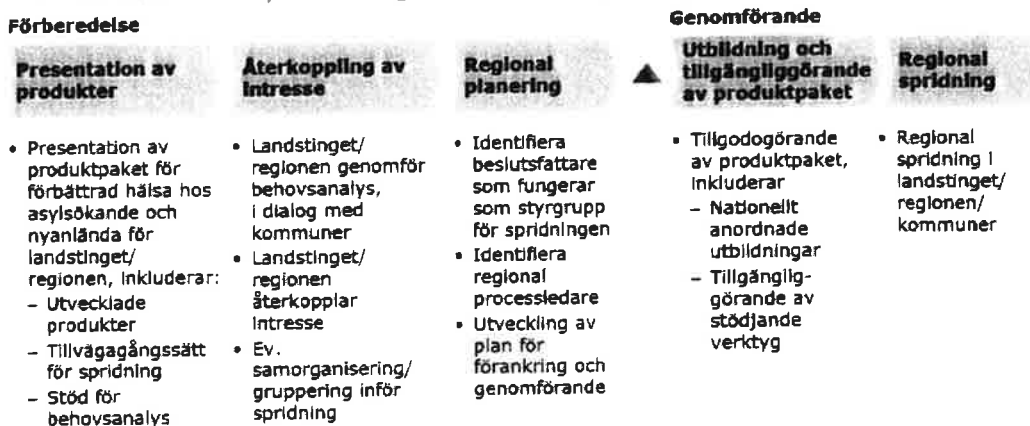 Förberedelse
Presentation av
produkter
• Presentation av
produktpaket för
förbättrad hälsa hos
asylsökande och
nyanlända för
landstinget/
regionen, inkluderar:
– Utvecklade
produkter
– Tillvägagångssätt
för spridning
– Stöd för
behovsanalys
Återkoppling av
intresse
• Landstinget/
regionen genomför
behovsanalys,
i dialog med
kommuner
• Landstinget/
regionen
återkopplar
intresse
• Ev.
samorganisering/
gruppering inför
spridning
Regional
planering
• Identifiera
beslutsfattare
som fungerar
som styrgrupp
för spridningen
• Identifiera
regional
processledare
• Utveckling av
plan för
förankring och
genomförande
Genomförande
Utbildning och
tillgängliggörande
av produktpaket
• Tillgodogörande
av produktpaket,
inkluderar
– Nationellt
anordnade
utbildningar
– Tillgänglig-
görande av
stödjande
verktyg
Regional
spridning
• Regional
spridning i
landstinget/
regionen/
kommuner